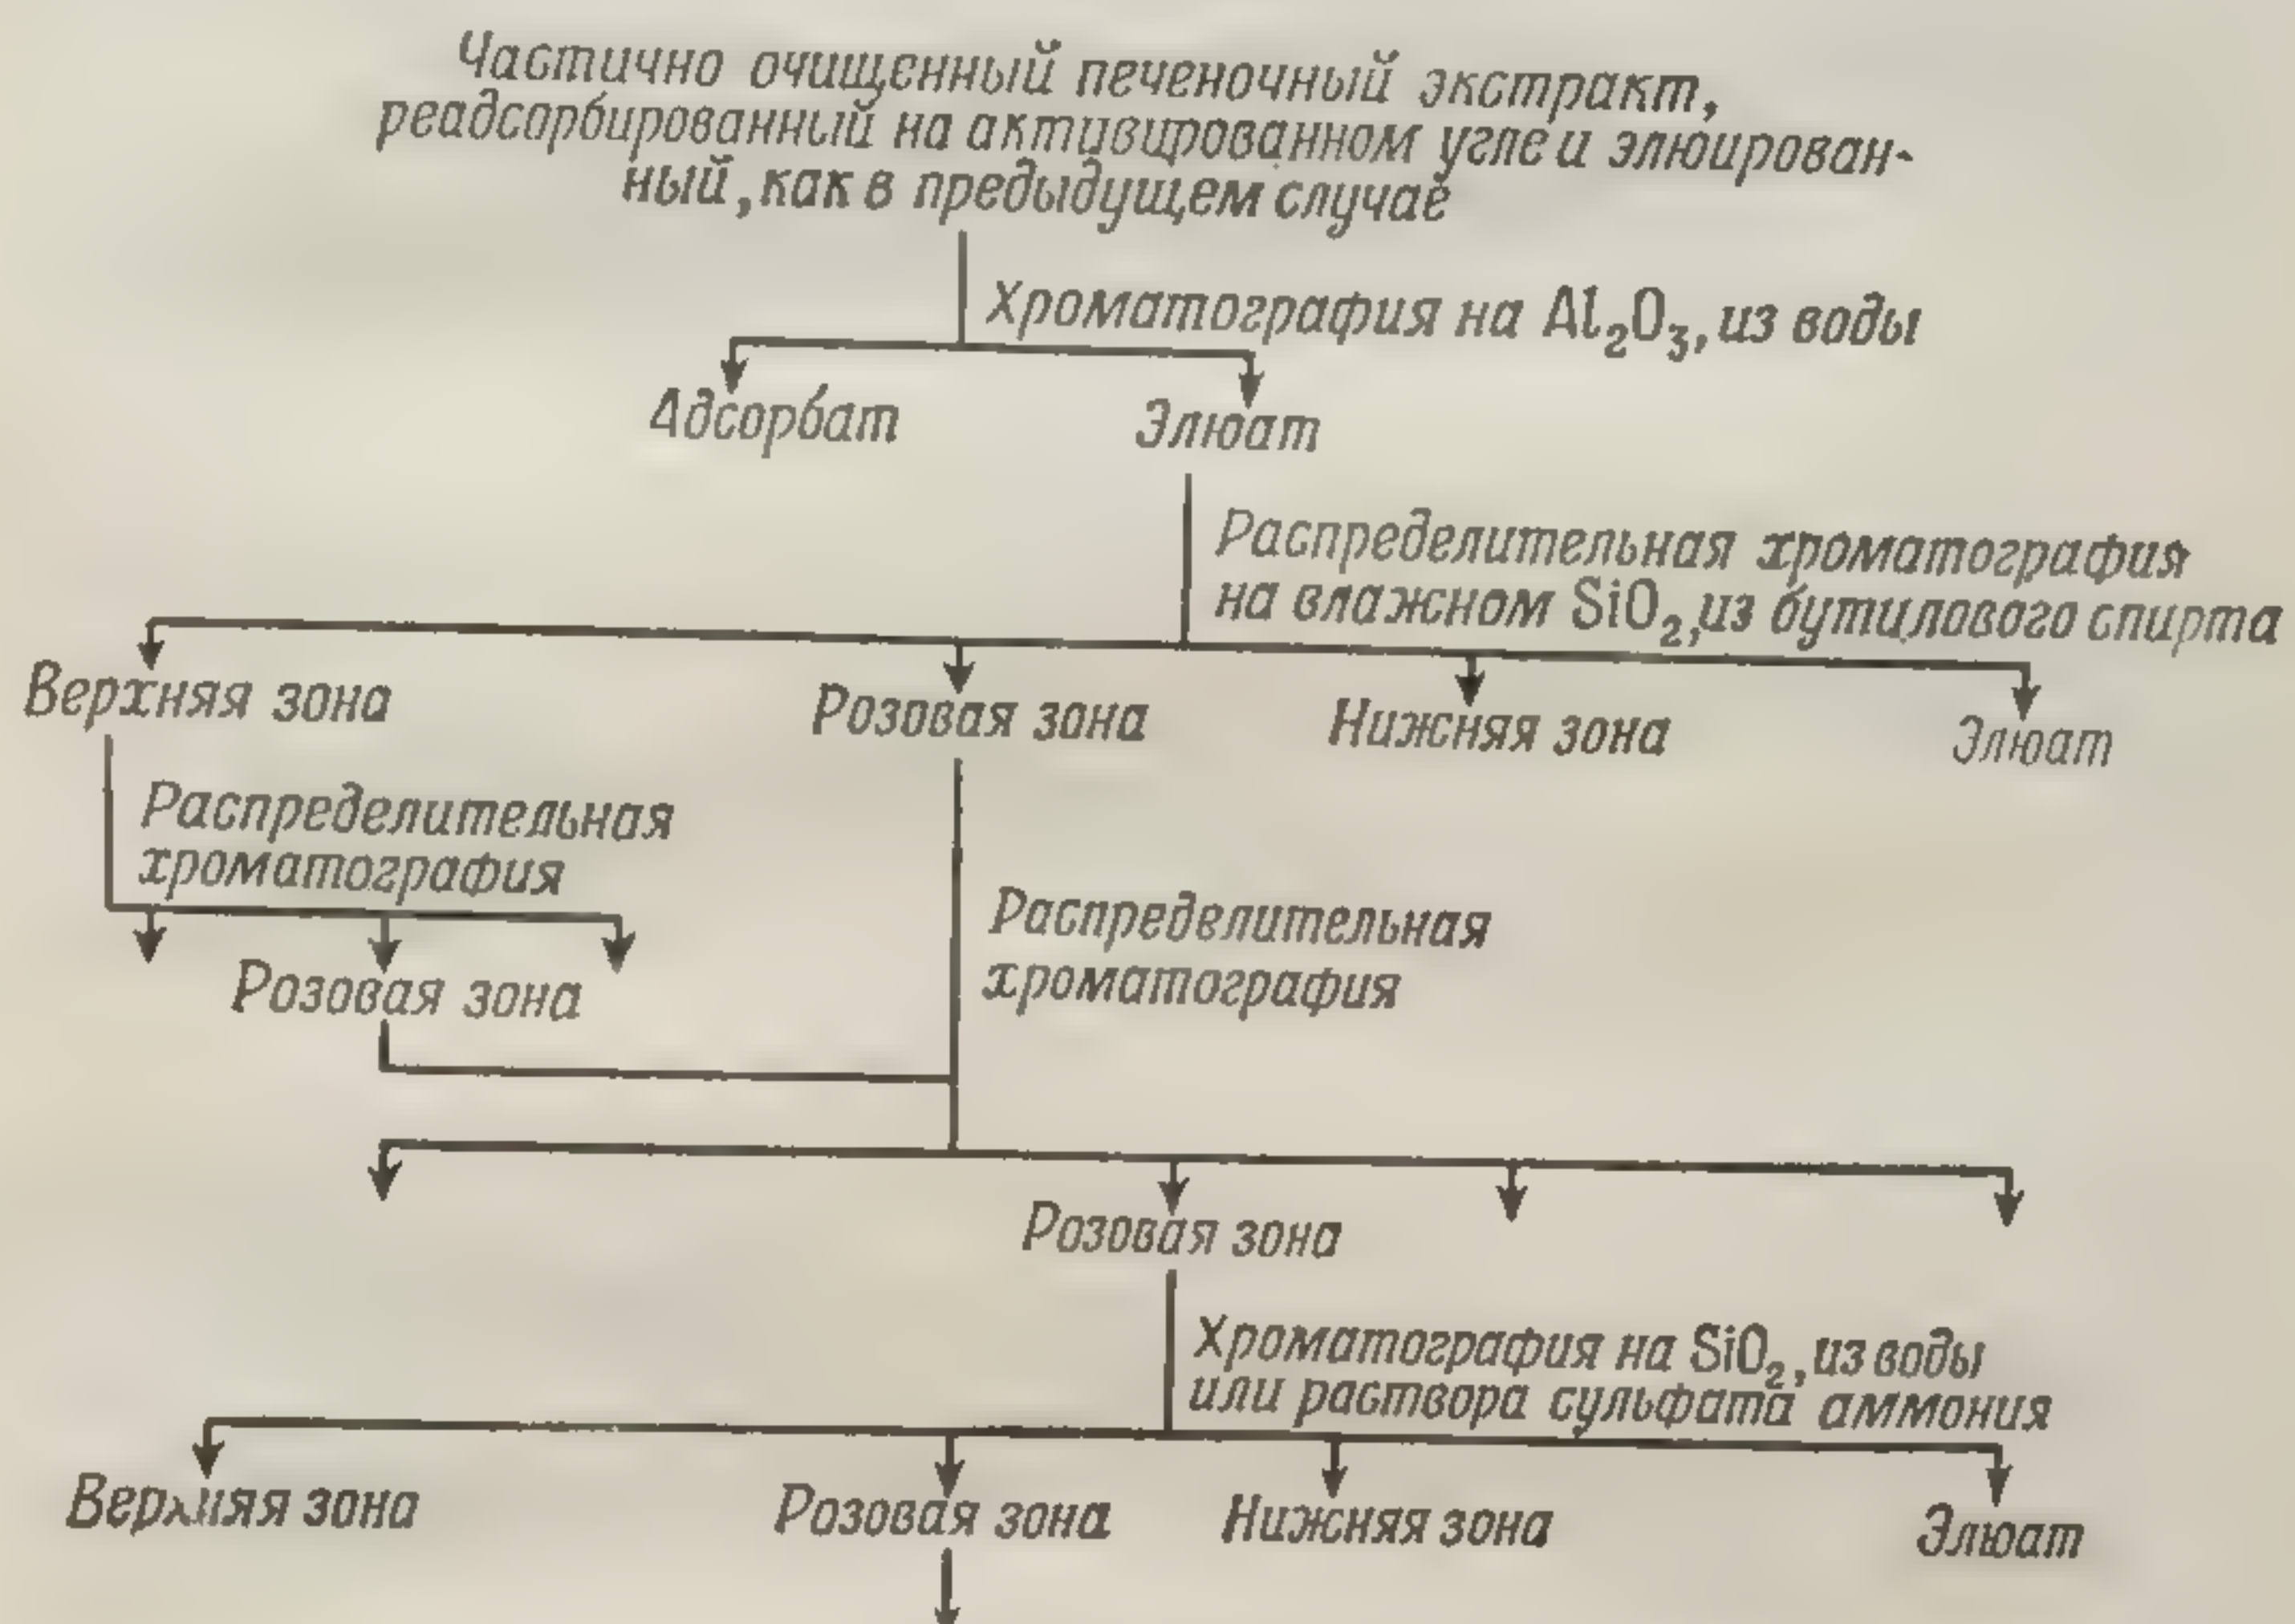 Частично очищенный печеночный экстракт,
реадсорбированный на активированном угле и элюирован-
ный, как в предыдущем случае
Хроматография на Al₂O₃, из воды
Адсорбат
Элюат
Распределительная хроматография
на влажном SiO₂, из бутилового спирта
Верхняя зона
Розовая зона
Нижняя зона
Элюат
Распределительная
хроматография
Распределительная
хроматография
Розовая зона
Розовая зона
Хроматография на SiO₂, из воды
или раствора сульфата аммония
Верхняя зона
Розовая зона
Нижняя зона
Элюат